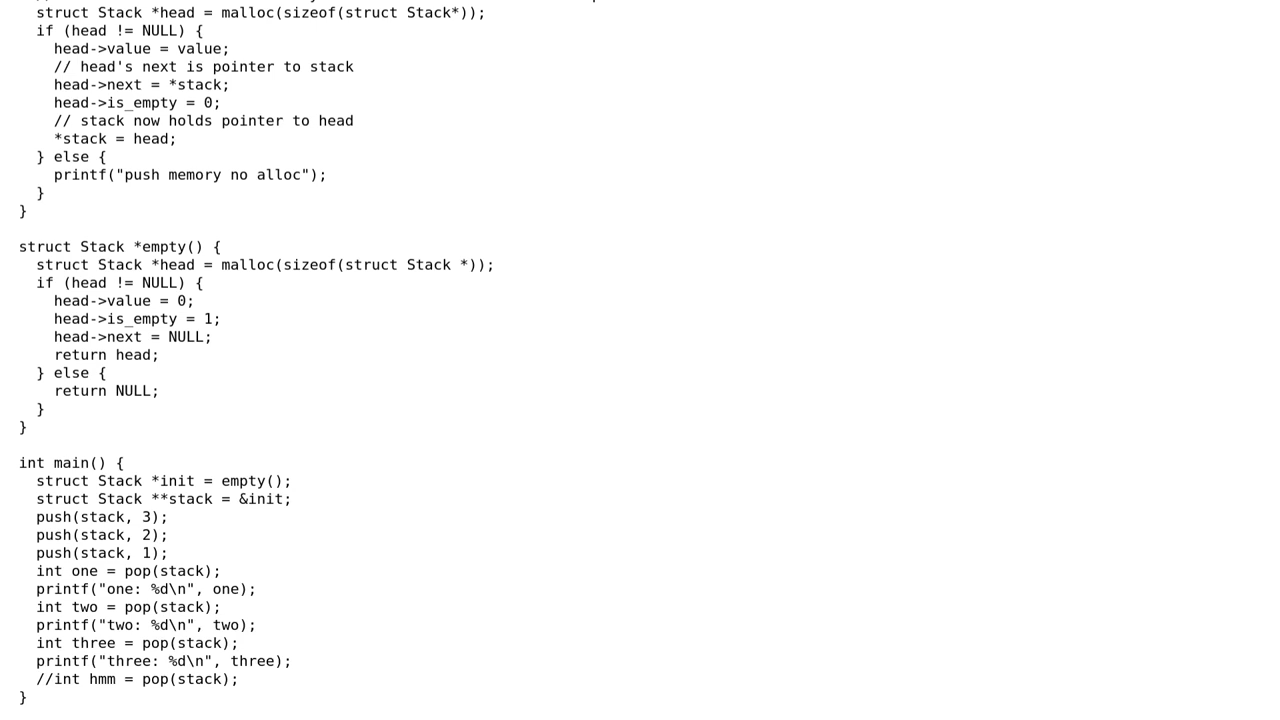 struct Stack *head = malloc(sizeof(struct Stack*));
if (head != NULL) {
head->value = value;
// head's next is pointer to stack
head->next = *stack;
head->is_empty = 0;
// stack now holds pointer to head
*stack = head;
} else {
printf("push memory no alloc");
}
}
struct Stack *empty() {
struct Stack *head = malloc(sizeof(struct Stack *));
if (head != NULL) {
head->value = 0;
head->is_empty = 1;
head->next = NULL;
return head;
} else {
return NULL;
}
}
int main() {
struct Stack *init = empty();
struct Stack **stack = &init;
push(stack, 3);
push(stack, 2);
push(stack, 1);
int one = pop(stack);
printf("one: %d\n", one);
int two = pop(stack);
printf("two: %d\n", two);
int three = pop(stack);
printf("three: %d\n", three);
//int hmm = pop(stack);
}